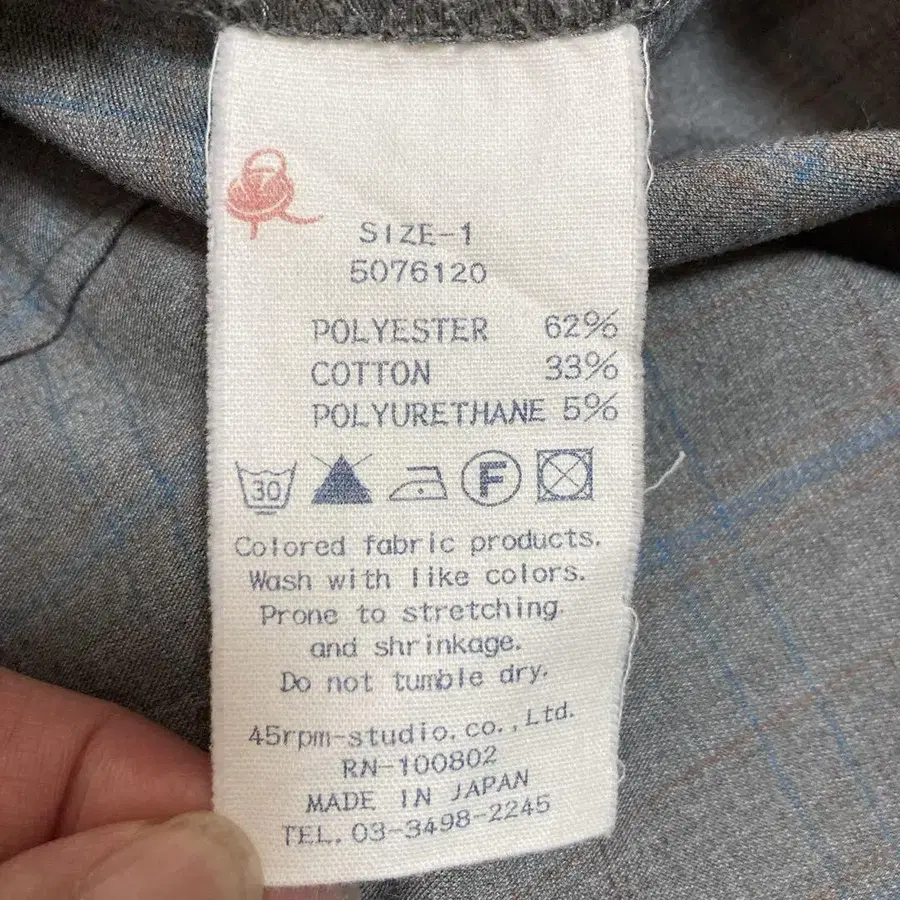 SIZE-1
5076120
POLYESTER 62%
COTTON 33%
POLYURETHANE 5%
30 F
Colored fabric products.
Wash with like colors.
Prone to stretching
and shrinkage.
Do not tumble dry.
45rpm-studio.co.,Ltd.
RN-100802
MADE IN JAPAN
TEL.03-3498-2245